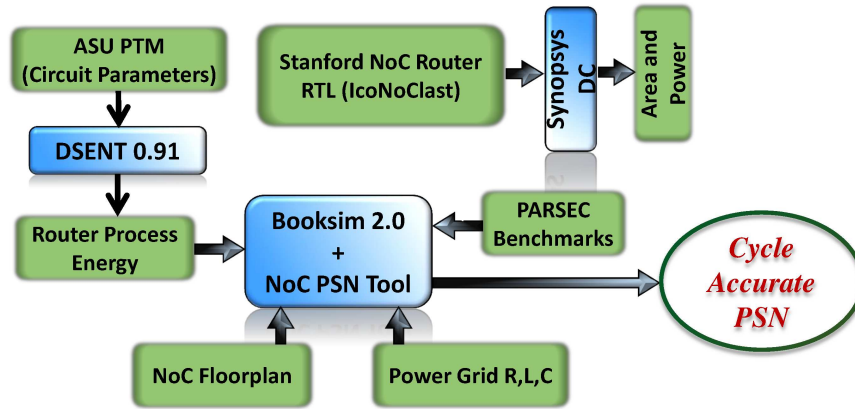 ASU PTM
(Circuit Parameters)
Stanford NoC Router
RTL (IcoNoClast)
Synopsys
DC
Area and
Power
DSENT 0.91
Router Process
Energy
Booksim 2.0
+
NoC PSN Tool
PARSEC
Benchmarks
Cycle
Accurate
PSN
NoC Floorplan
Power Grid R,L,C